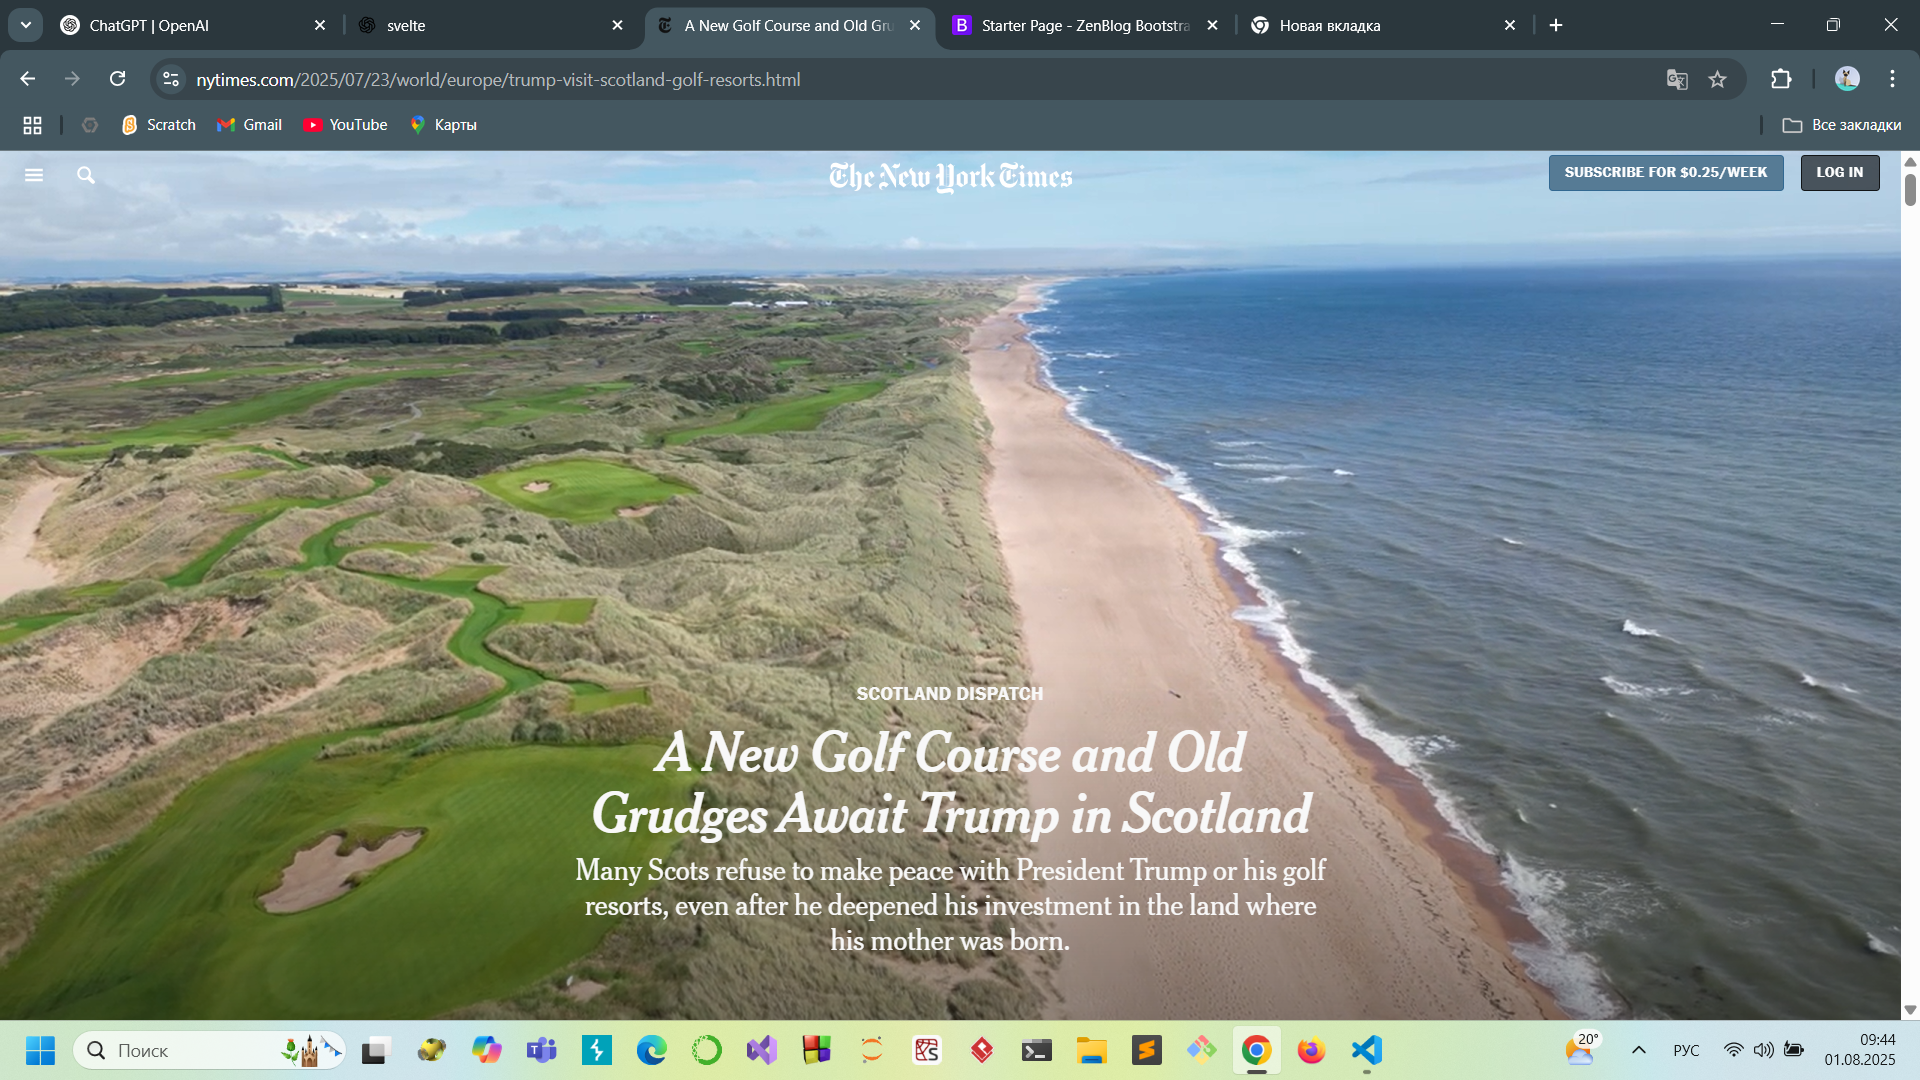 ChatGPT | OpenAI
svelte
A New Golf Course and Old Gru
Starter Page - ZenBlog Bootstra
Новая вкладка
nytimes.com/2025/07/23/world/europe/trump-visit-scotland-golf-resorts.html
Scratch
Gmail
YouTube
Карты
Все закладки
The New York Times
SUBSCRIBE FOR $0.25/WEEK
LOG IN
SCOTLAND DISPATCH
A New Golf Course and Old
Grudges Await Trump in Scotland
Many Scots refuse to make peace with President Trump or his golf
resorts, even after he deepened his investment in the land where
his mother was born.
Поиск
20°
РУС
09:44
01.08.2025